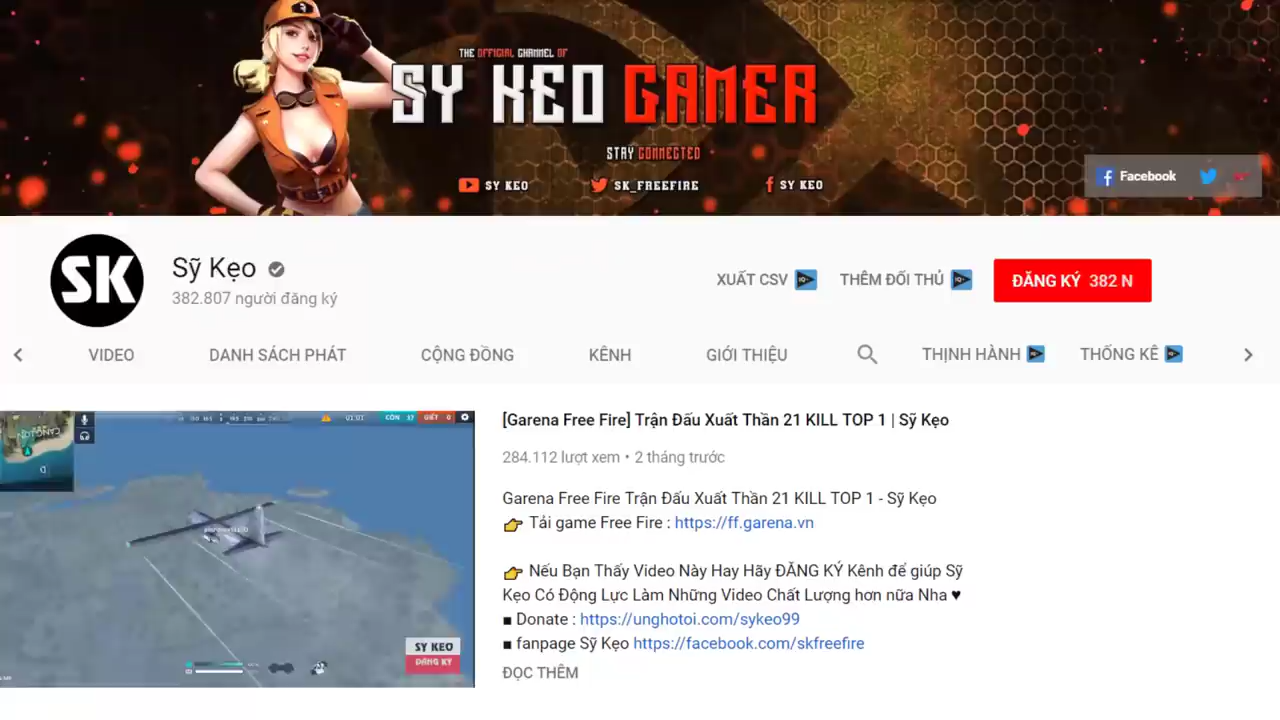 THE OFFICIAL CHANNEL OF
SY KEO GAMER
STAY CONNECTED
SY KEO
SK_FREEFIRE
SY KEO
Facebook
SK
Sỹ Kẹo
382.807 người đăng ký
XUẤT CSV
THÊM ĐỐI THỦ
ĐĂNG KÝ 382 N
VIDEO
DANH SÁCH PHÁT
CỘNG ĐỒNG
KÊNH
GIỚI THIỆU
THỊNH HÀNH
THỐNG KÊ
[Garena Free Fire] Trận Đấu Xuất Thần 21 KILL TOP 1 | Sỹ Kẹo
284.112 lượt xem • 2 tháng trước
Garena Free Fire Trận Đấu Xuất Thần 21 KILL TOP 1 - Sỹ Kẹo
👉 Tải game Free Fire : https://ff.garena.vn
👉 Nếu Bạn Thấy Video Này Hay Hãy ĐĂNG KÝ Kênh để giúp Sỹ
Kẹo Có Động Lực Làm Những Video Chất Lượng hơn nữa Nha ♥
■ Donate : https://unghotoi.com/sykeo99
■ fanpage Sỹ Kẹo https://facebook.com/skfreefire
ĐỌC THÊM
CÒN 37
GIẾT 0
SY KEO
ĐĂNG KÝ